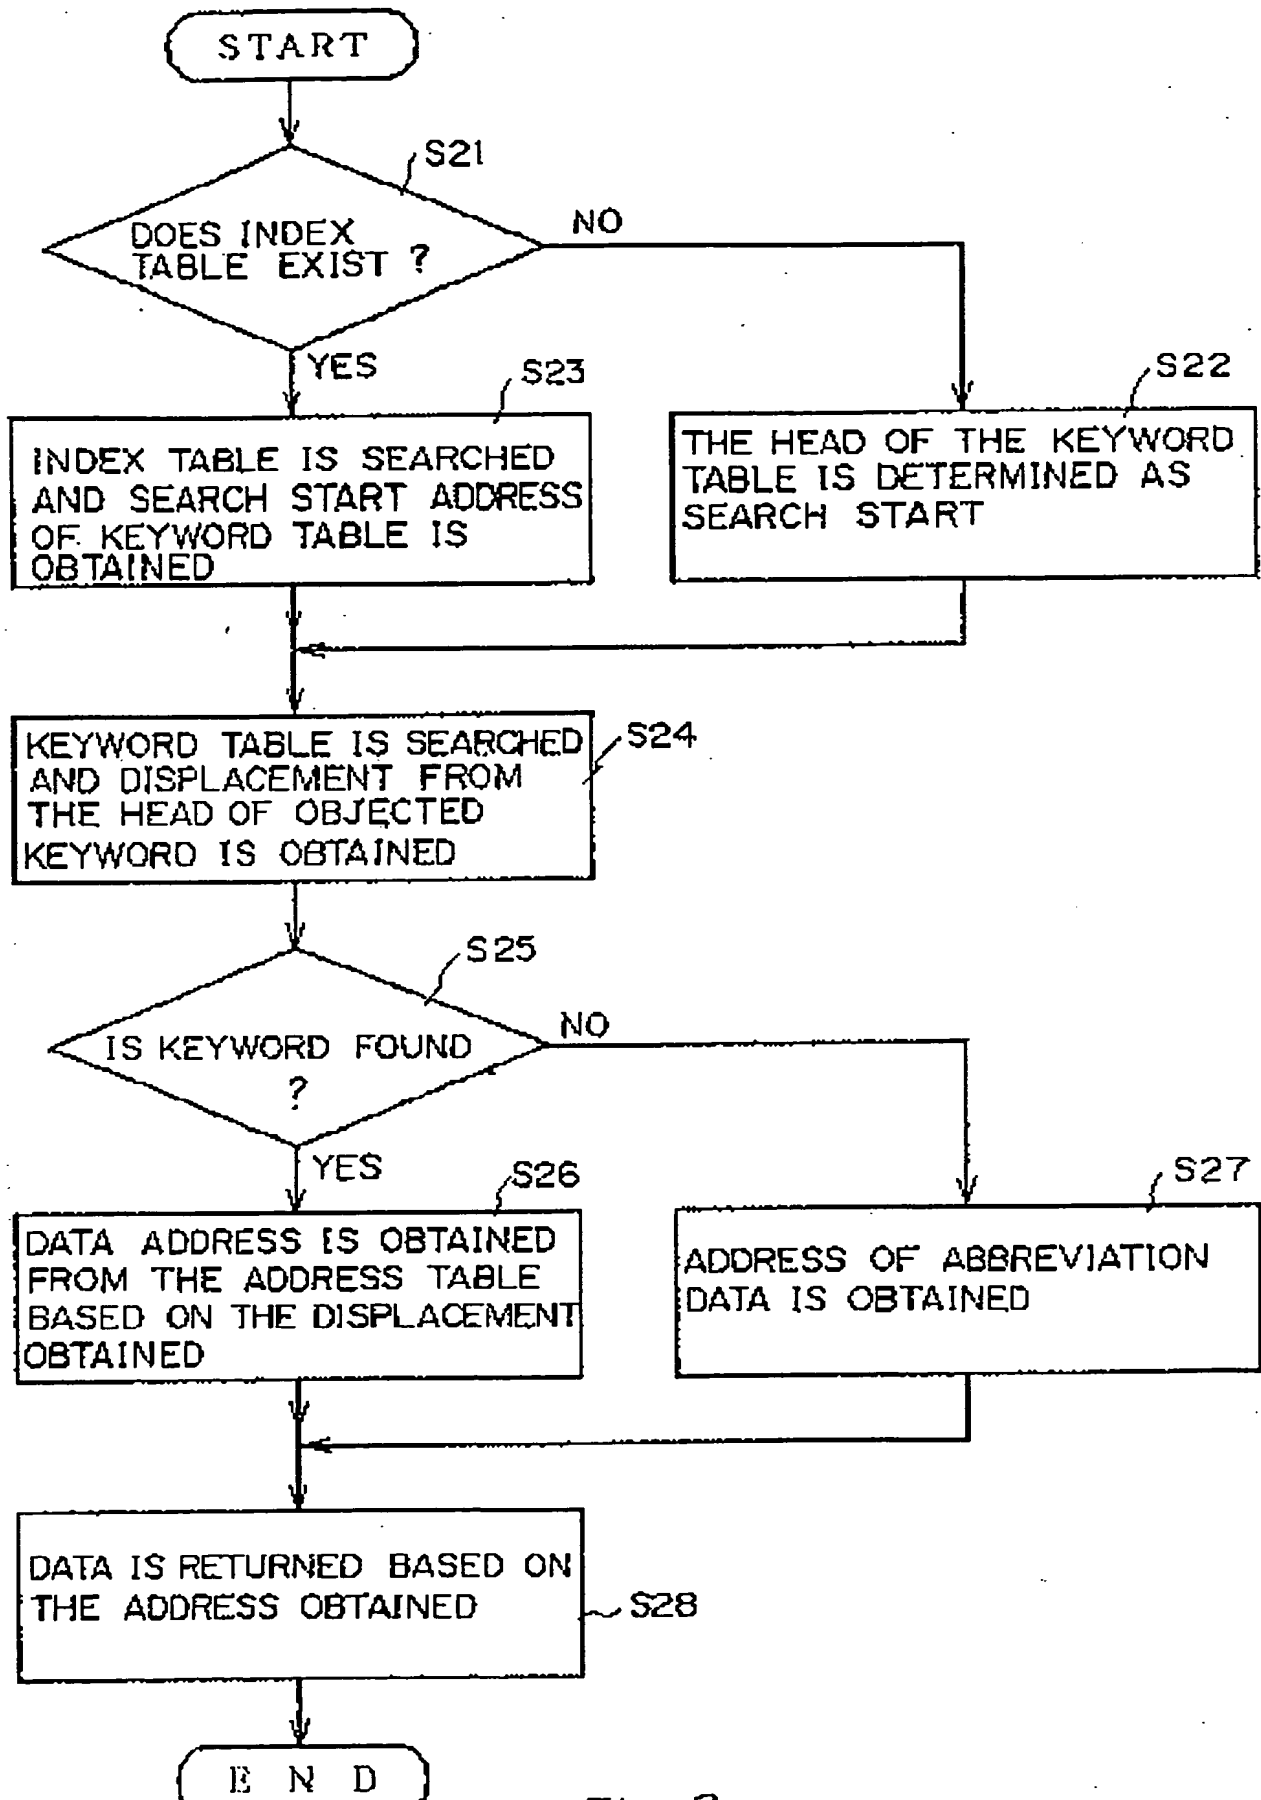 START
S21
DOES INDEX
TABLE EXIST ?
NO
YES
S23
INDEX TABLE IS SEARCHED
AND SEARCH START ADDRESS
OF KEYWORD TABLE IS
OBTAINED
S22
THE HEAD OF THE KEYWORD
TABLE IS DETERMINED AS
SEARCH START
KEYWORD TABLE IS SEARCHED
AND DISPLACEMENT FROM
THE HEAD OF OBJECTED
KEYWORD IS OBTAINED
S24
S25
IS KEYWORD FOUND
?
NO
YES
S26
DATA ADDRESS IS OBTAINED
FROM THE ADDRESS TABLE
BASED ON THE DISPLACEMENT
OBTAINED
S27
ADDRESS OF ABBREVIATION
DATA IS OBTAINED
DATA IS RETURNED BASED ON
THE ADDRESS OBTAINED
S28
END